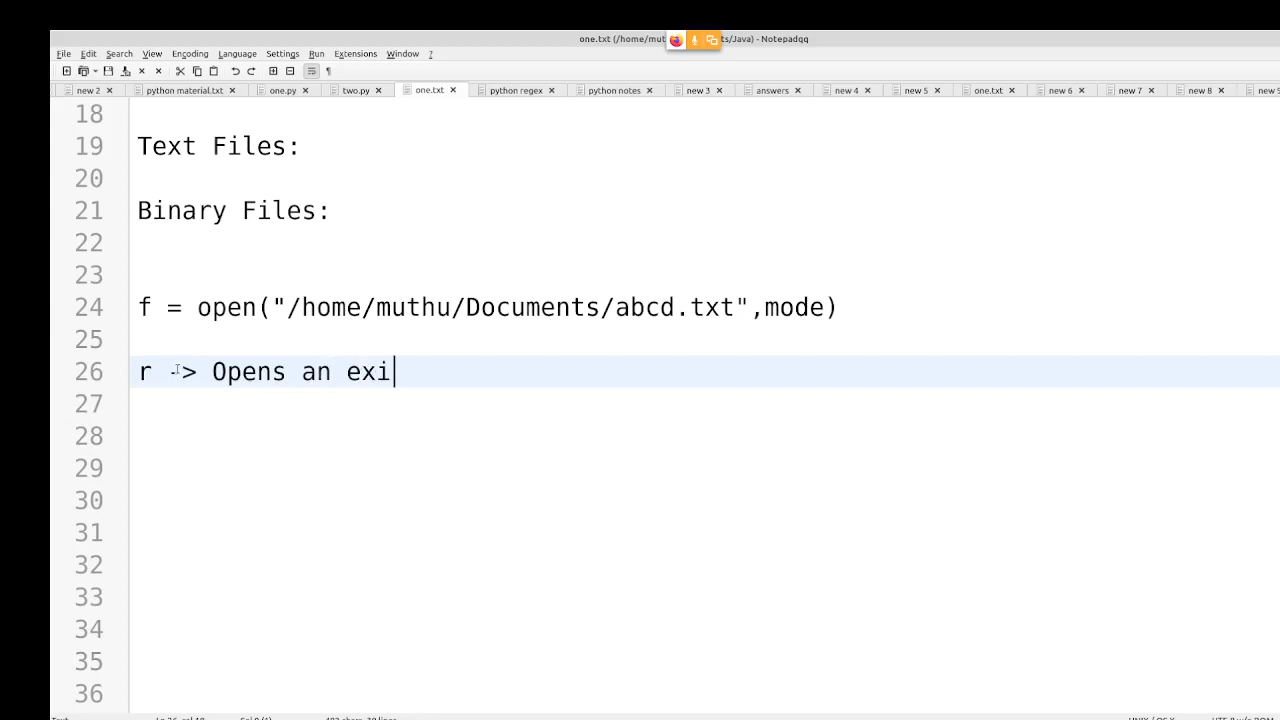 one.txt (/home/mut ts/Java) - Notepadqq
File Edit Search View Encoding Language Settings Run Extensions Window ?
new 2 python material.txt one.py two.py one.txt python regex python notes new 3 answers new 4 new 5 one.txt new 6 new 7 new 8 new 9
18
19 Text Files:
20
21 Binary Files:
22
23
24 f = open("/home/muthu/Documents/abcd.txt",mode)
25
26 r -> Opens an exi
27
28
29
30
31
32
33
34
35
36